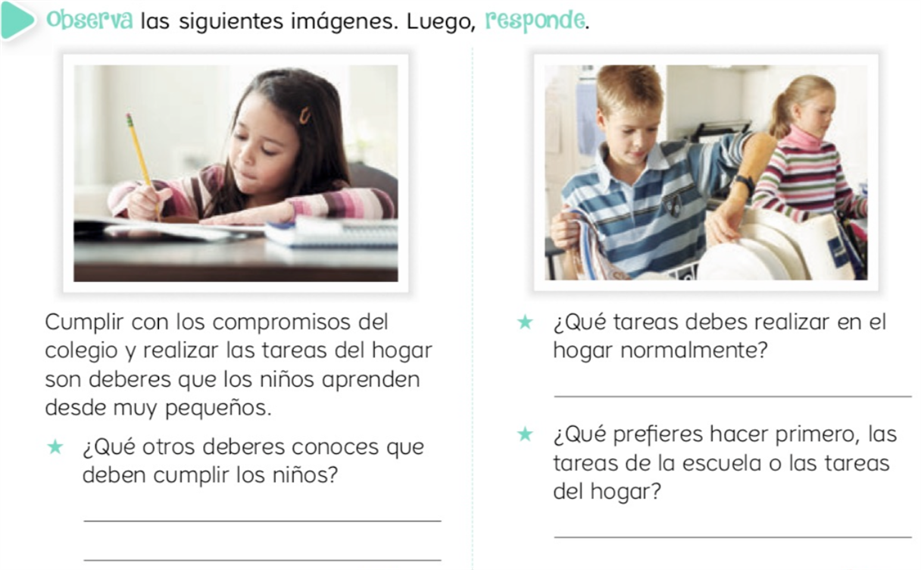 Observa las siguientes imágenes. Luego, responde.
Cumplir con los compromisos del
colegio y realizar las tareas del hogar
son deberes que los niños aprenden
desde muy pequeños.
¿Qué otros deberes conoces que
deben cumplir los niños?
¿Qué tareas debes realizar en el
hogar normalmente?
¿Qué prefieres hacer primero, las
tareas de la escuela o las tareas
del hogar?